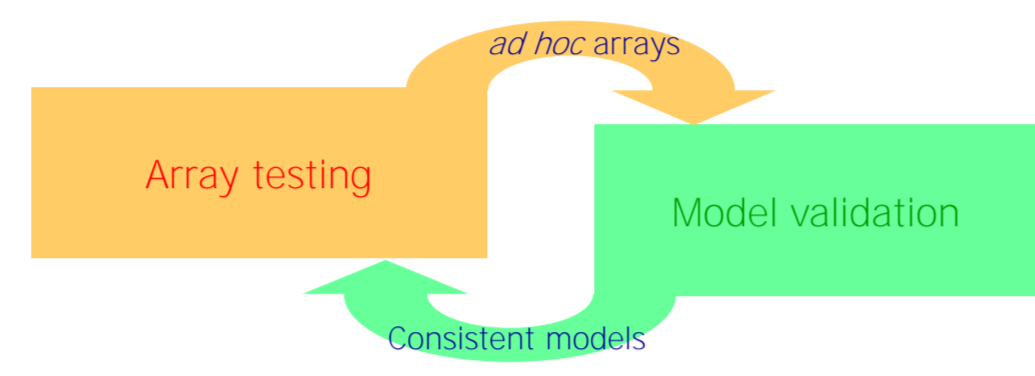 ad hoc arrays
Array testing
Model validation
Consistent models